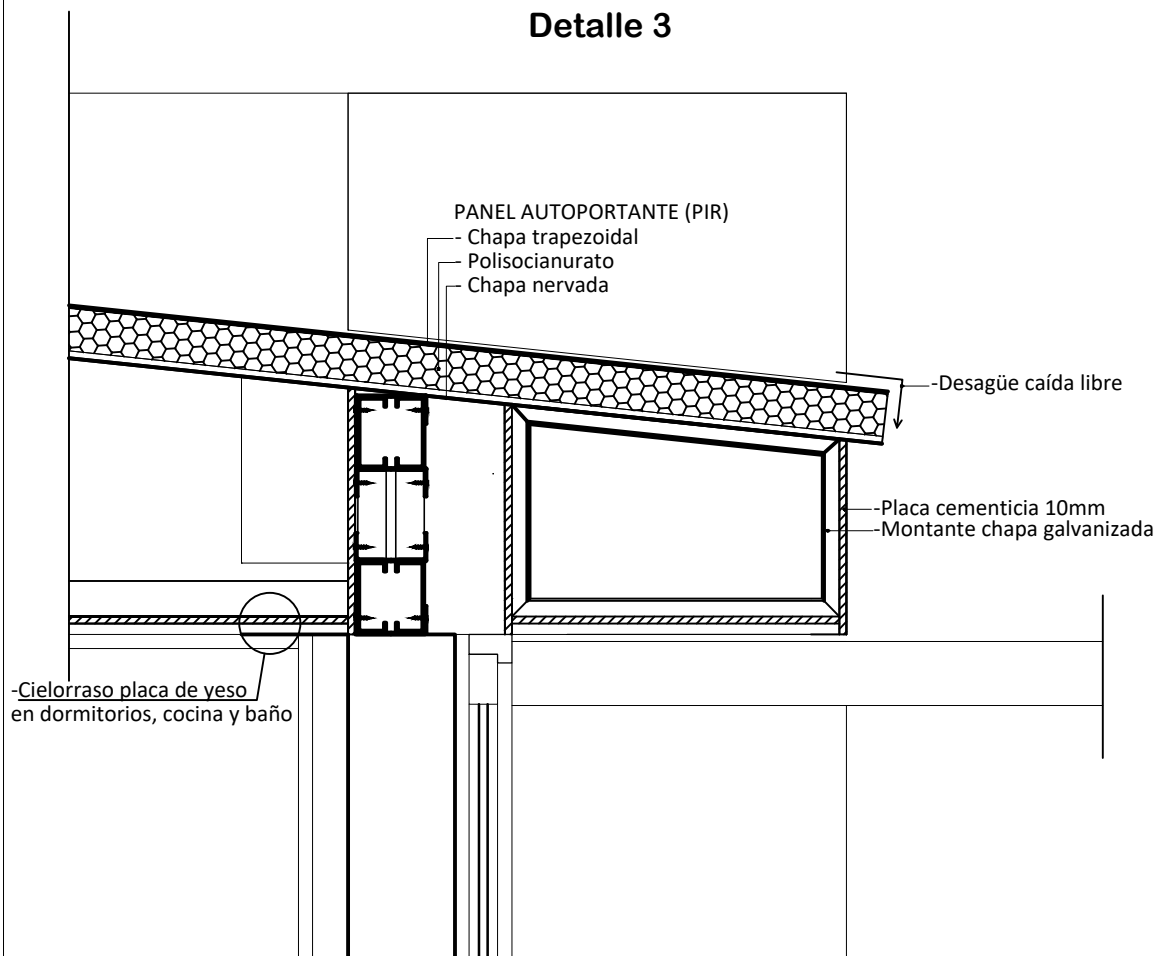 Detalle 3
PANEL AUTOPORTANTE (PIR)
- Chapa trapezoidal
- Polisocianurato
- Chapa nervada
-Desagüe caída libre
-Placa cementicia 10mm
-Montante chapa galvanizada
-Cielorraso placa de yeso
en dormitorios, cocina y baño